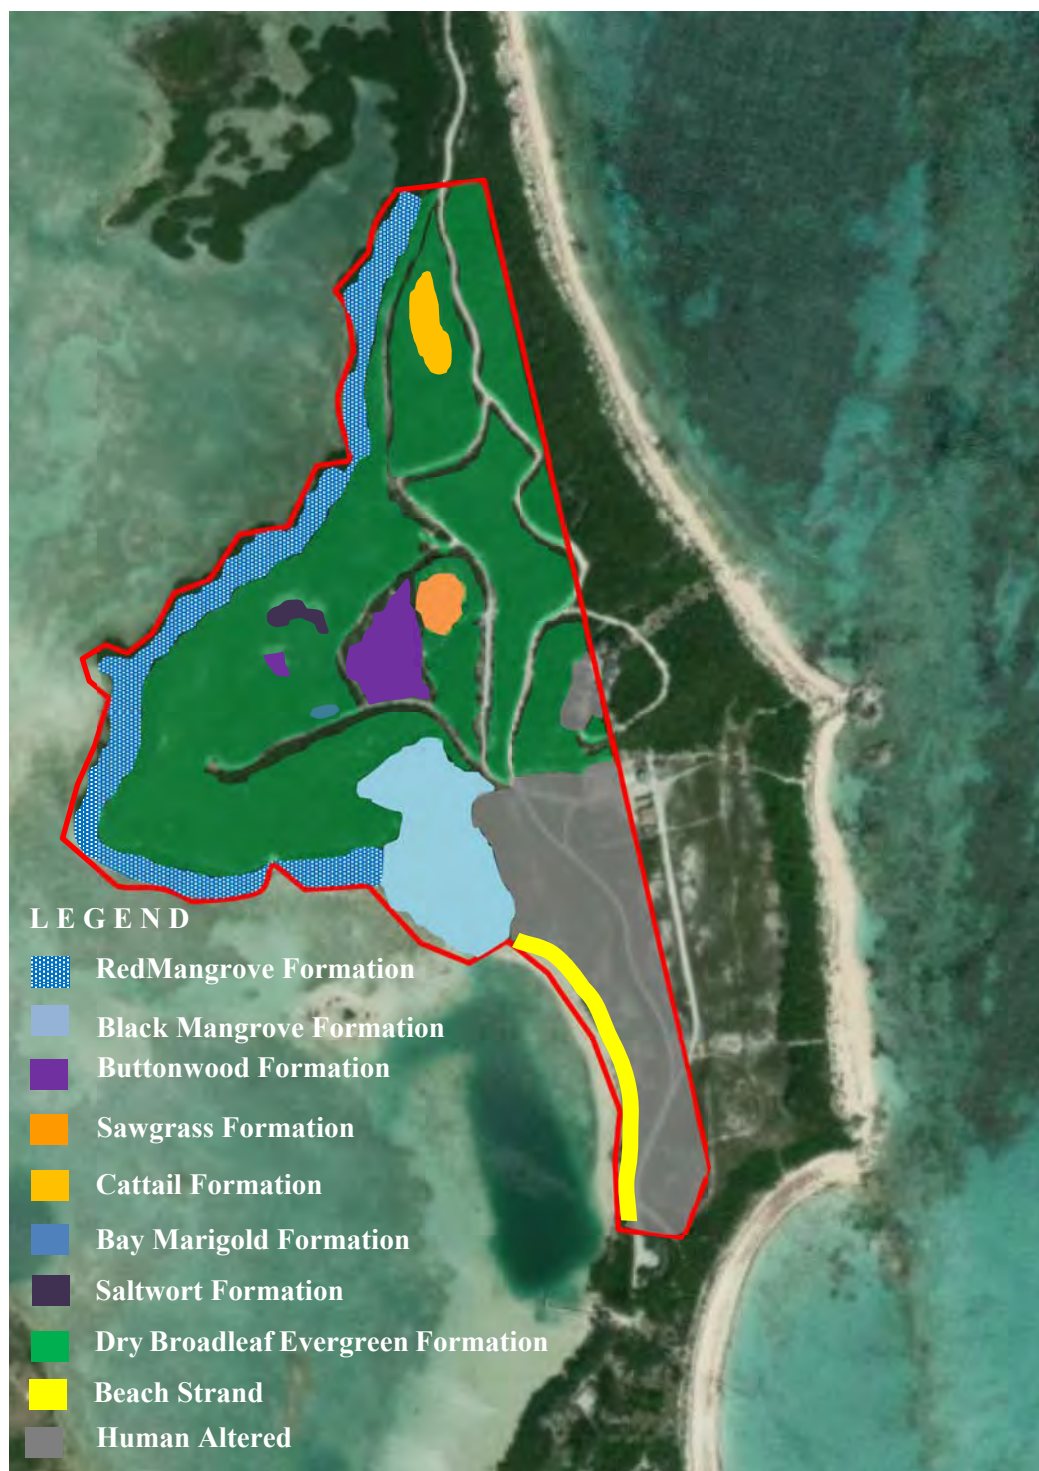 LEGEND
RedMangrove Formation
Black Mangrove Formation
Buttonwood Formation
Sawgrass Formation
Cattail Formation
Bay Marigold Formation
Saltwort Formation
Dry Broadleaf Evergreen Formation
Beach Strand
Human Altered